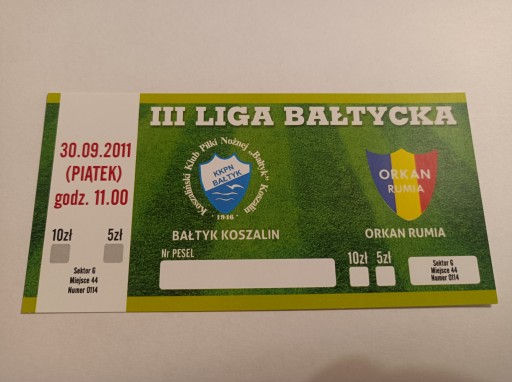 III LIGA BAŁTYCKA
30.09.2011
(PIĄTEK)
godz. 11.00
10zł 5zł
Sektor G
Miejsce 44
Numer 0114
Koszaliński Klub Piłki Nożnej „Bałtyk” Koszalin
KKPN
BAŁTYK
· 1946 ·
BAŁTYK KOSZALIN
ORKAN
RUMIA
ORKAN RUMIA
Nr PESEL
10zł 5zł
Sektor G
Miejsce 44
Numer 0114